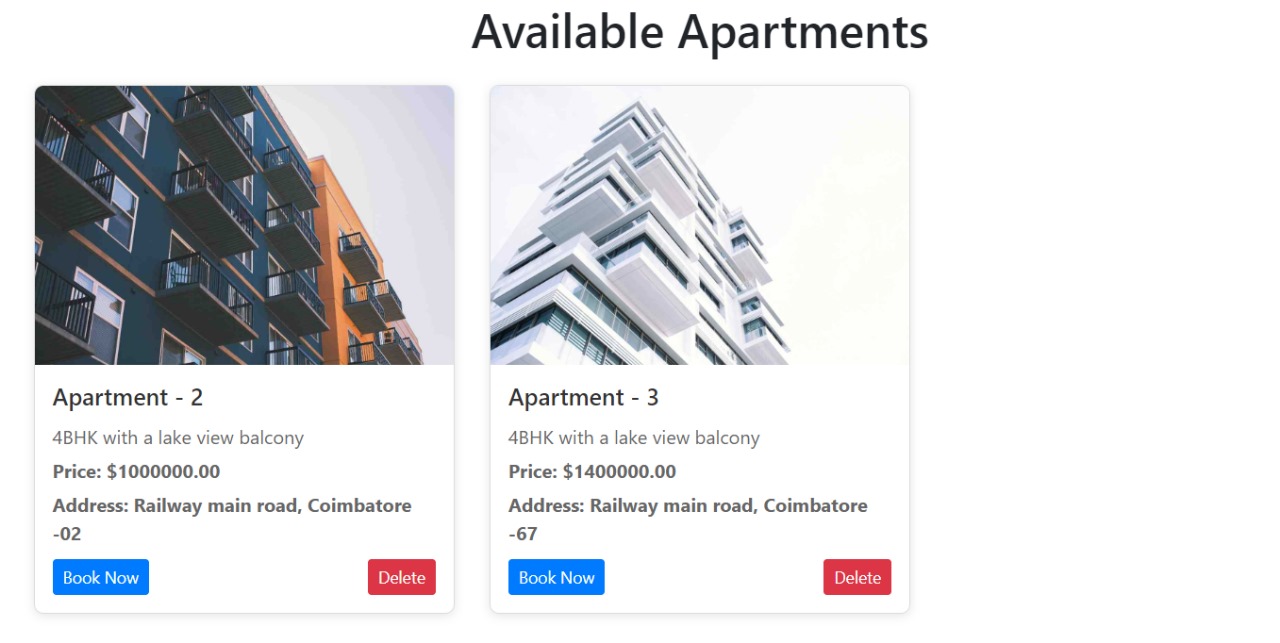 Available Apartments
Apartment - 2
4BHK with a lake view balcony
Price: $1000000.00
Address: Railway main road, Coimbatore
-02
Book Now
Delete
Apartment - 3
4BHK with a lake view balcony
Price: $1400000.00
Address: Railway main road, Coimbatore
-67
Book Now
Delete